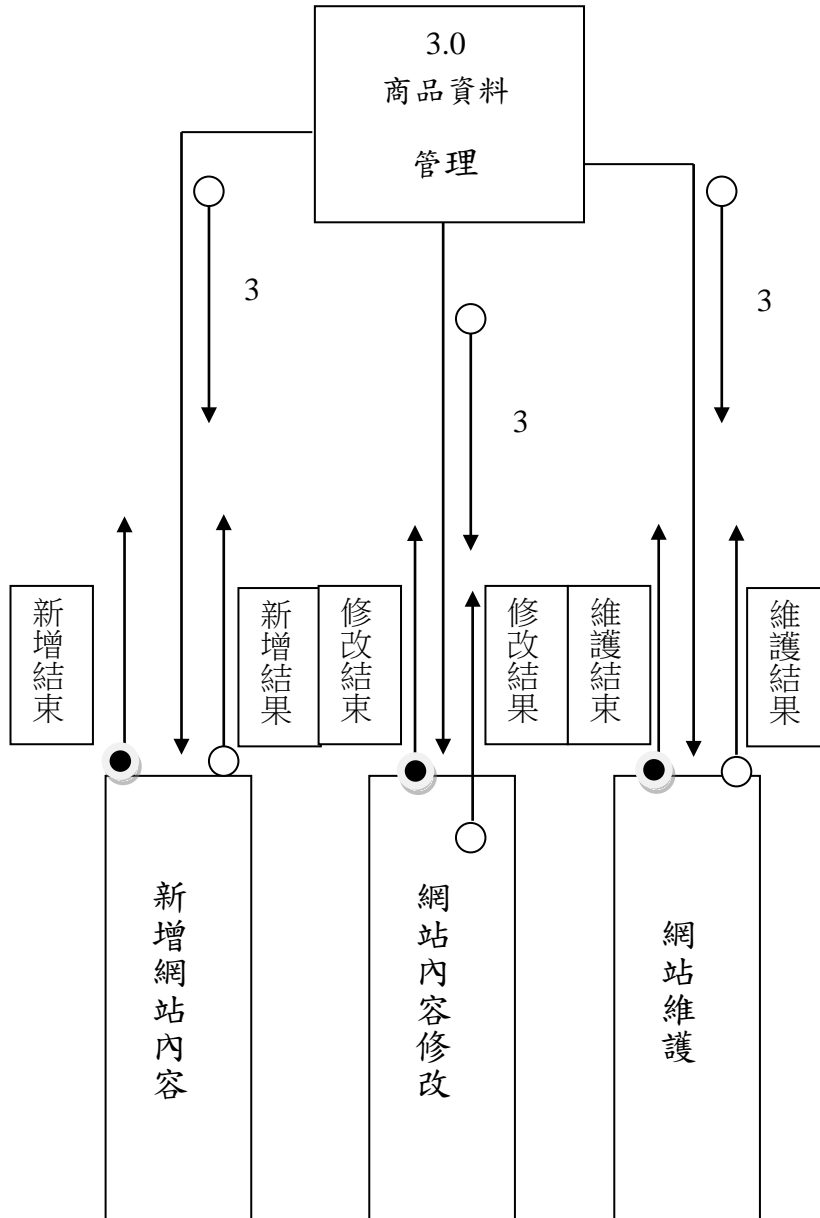 3.0
商品資料
管理
3
3
3
新增結束
新增結果
修改結束
修改結果
維護結束
維護結果
新增網站內容
網站內容修改
網站維護